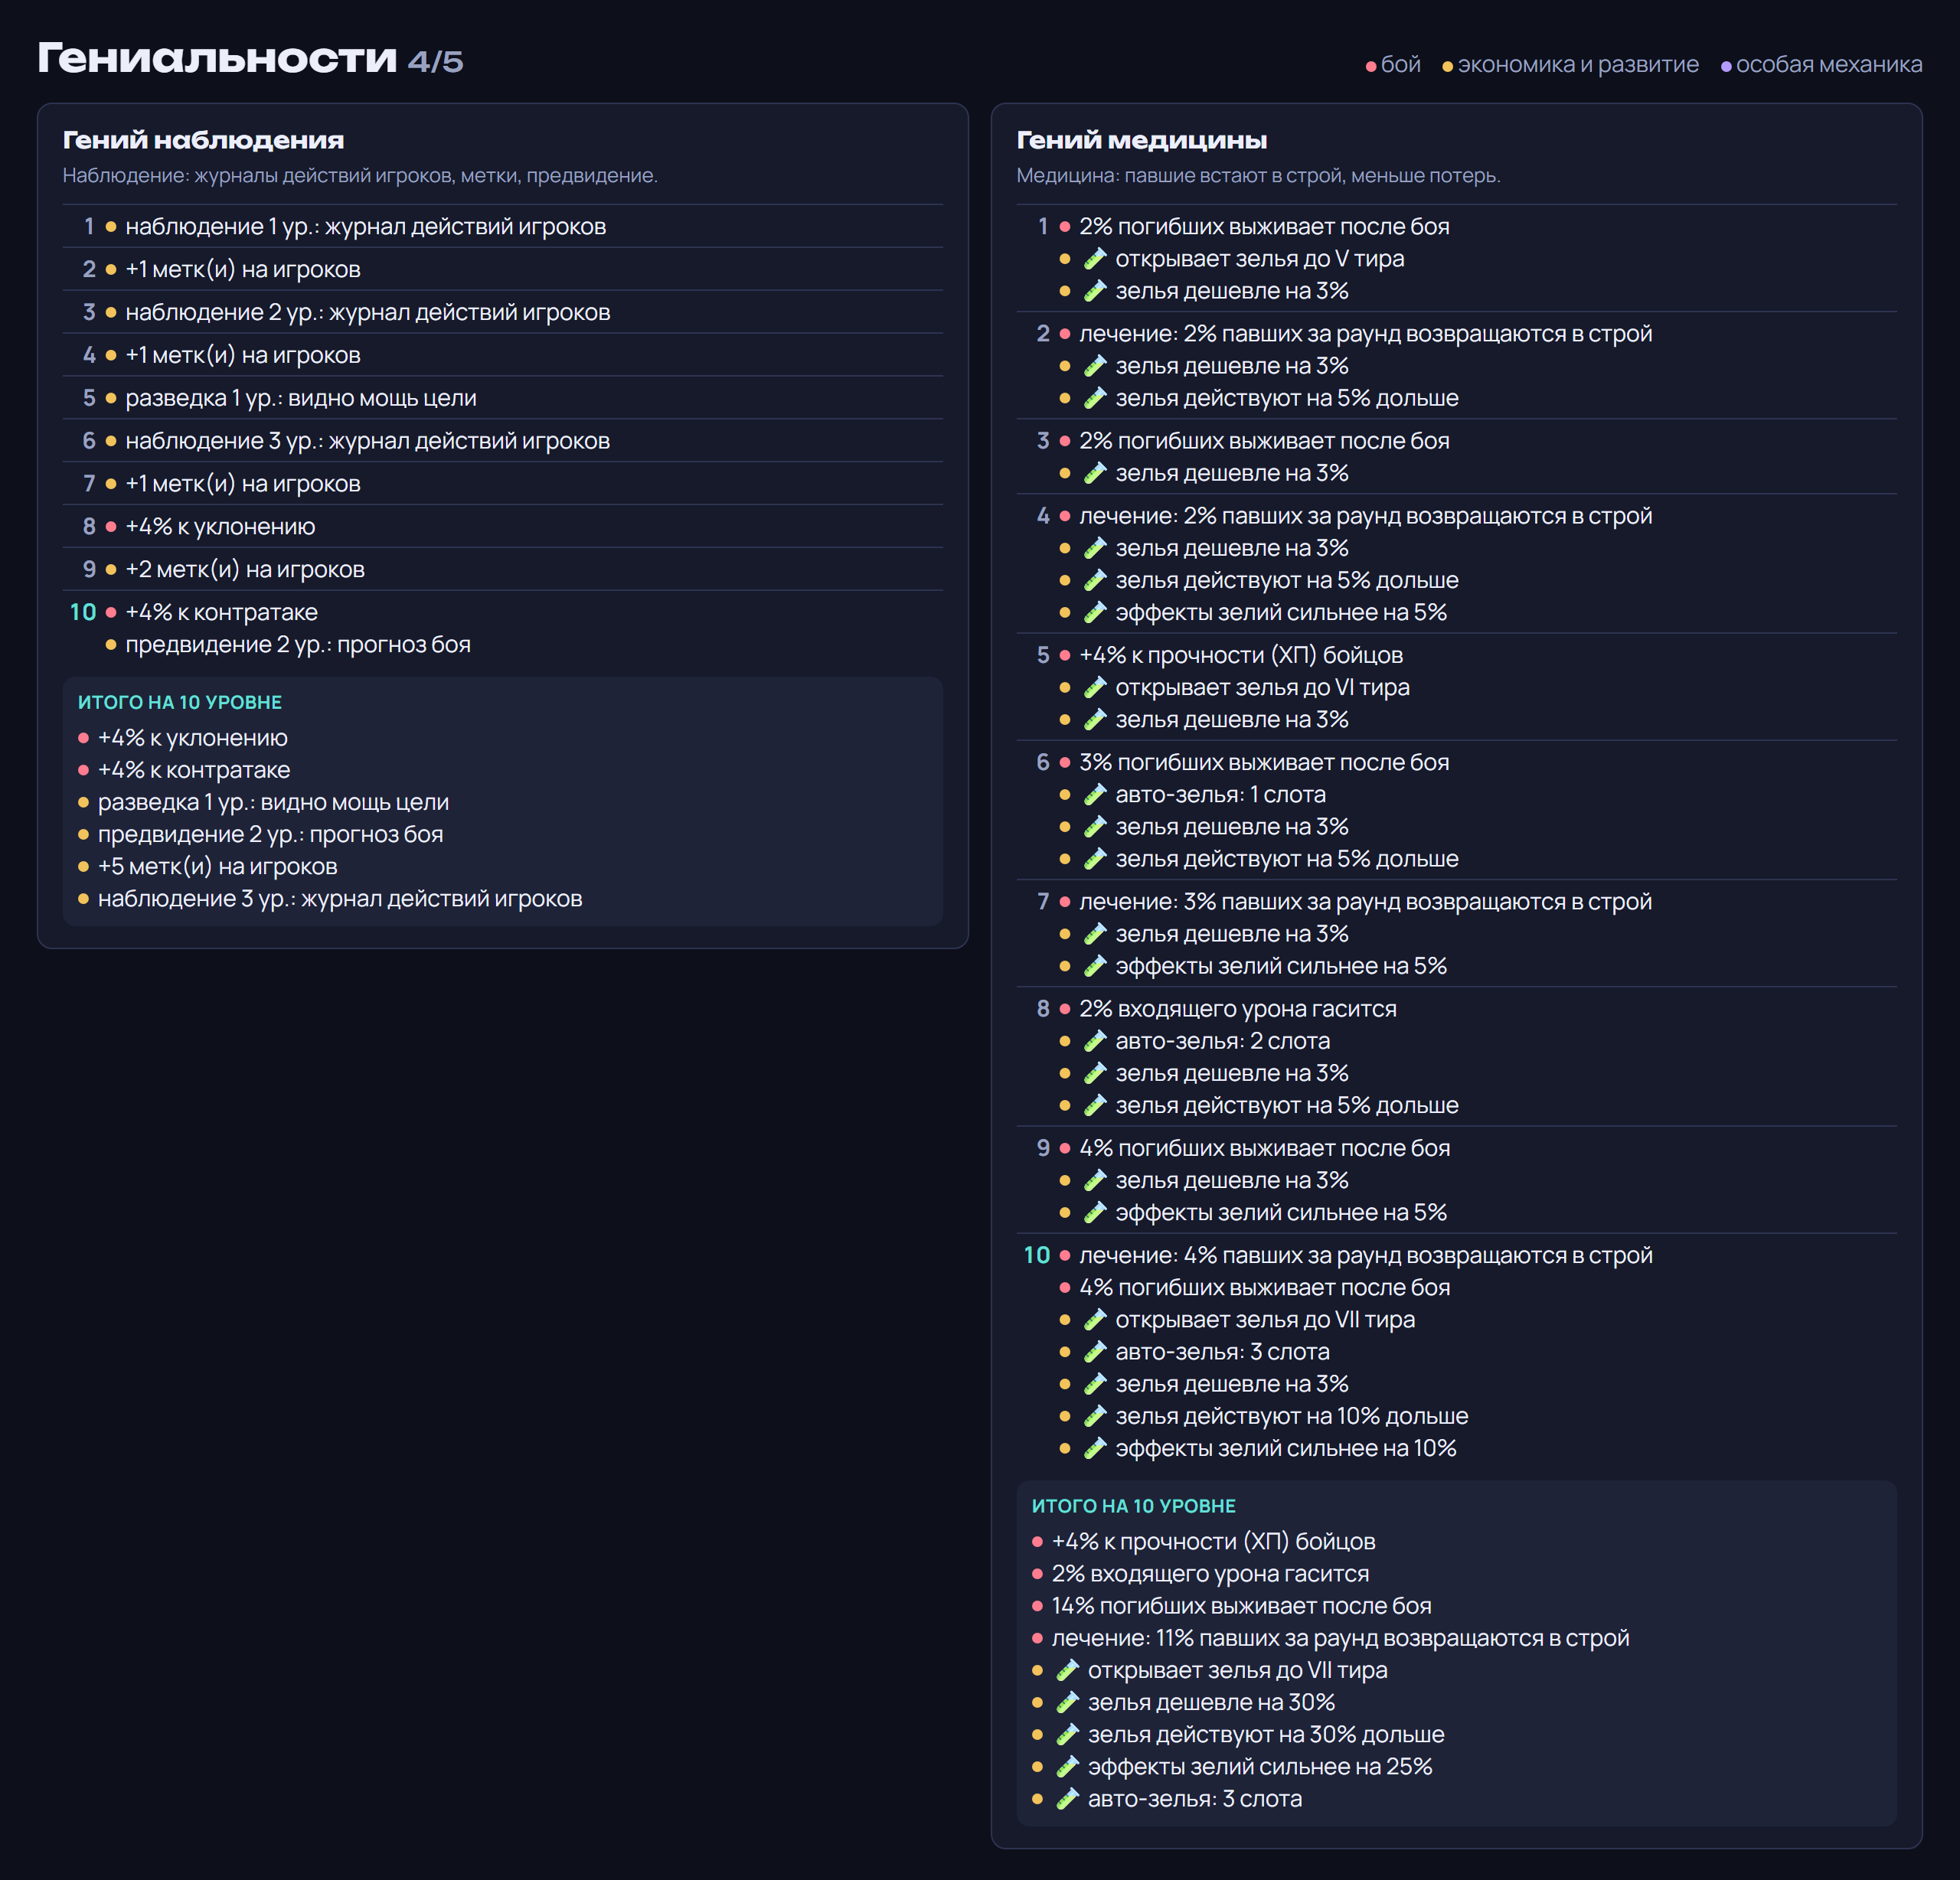 Гениальности 4/5
бой экономика и развитие особая механика
Гений наблюдения
Наблюдение: журналы действий игроков, метки, предвидение.
1 наблюдение 1 ур.: журнал действий игроков
2 +1 метк(и) на игроков
3 наблюдение 2 ур.: журнал действий игроков
4 +1 метк(и) на игроков
5 разведка 1 ур.: видно мощь цели
6 наблюдение 3 ур.: журнал действий игроков
7 +1 метк(и) на игроков
8 +4% к уклонению
9 +2 метк(и) на игроков
10 +4% к контратаке
предвидение 2 ур.: прогноз боя
ИТОГО НА 10 УРОВНЕ
+4% к уклонению
+4% к контратаке
разведка 1 ур.: видно мощь цели
предвидение 2 ур.: прогноз боя
+5 метк(и) на игроков
наблюдение 3 ур.: журнал действий игроков
Гений медицины
Медицина: павшие встают в строй, меньше потерь.
1 2% погибших выживает после боя
открывает зелья до V тира
зелья дешевле на 3%
2 лечение: 2% павших за раунд возвращаются в строй
зелья дешевле на 3%
зелья действуют на 5% дольше
3 2% погибших выживает после боя
зелья дешевле на 3%
4 лечение: 2% павших за раунд возвращаются в строй
зелья дешевле на 3%
зелья действуют на 5% дольше
эффекты зелий сильнее на 5%
5 +4% к прочности (ХП) бойцов
открывает зелья до VI тира
зелья дешевле на 3%
6 3% погибших выживает после боя
авто-зелья: 1 слота
зелья дешевле на 3%
зелья действуют на 5% дольше
7 лечение: 3% павших за раунд возвращаются в строй
зелья дешевле на 3%
эффекты зелий сильнее на 5%
8 2% входящего урона гасится
авто-зелья: 2 слота
зелья дешевле на 3%
зелья действуют на 5% дольше
9 4% погибших выживает после боя
зелья дешевле на 3%
эффекты зелий сильнее на 5%
10 лечение: 4% павших за раунд возвращаются в строй
4% погибших выживает после боя
открывает зелья до VII тира
авто-зелья: 3 слота
зелья дешевле на 3%
зелья действуют на 10% дольше
эффекты зелий сильнее на 10%
ИТОГО НА 10 УРОВНЕ
+4% к прочности (ХП) бойцов
2% входящего урона гасится
14% погибших выживает после боя
лечение: 11% павших за раунд возвращаются в строй
открывает зелья до VII тира
зелья дешевле на 30%
зелья действуют на 30% дольше
эффекты зелий сильнее на 25%
авто-зелья: 3 слота